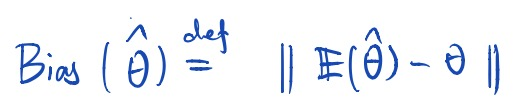 Bias ( θ̂ ) def= ‖ 𝔼(θ̂) - θ ‖